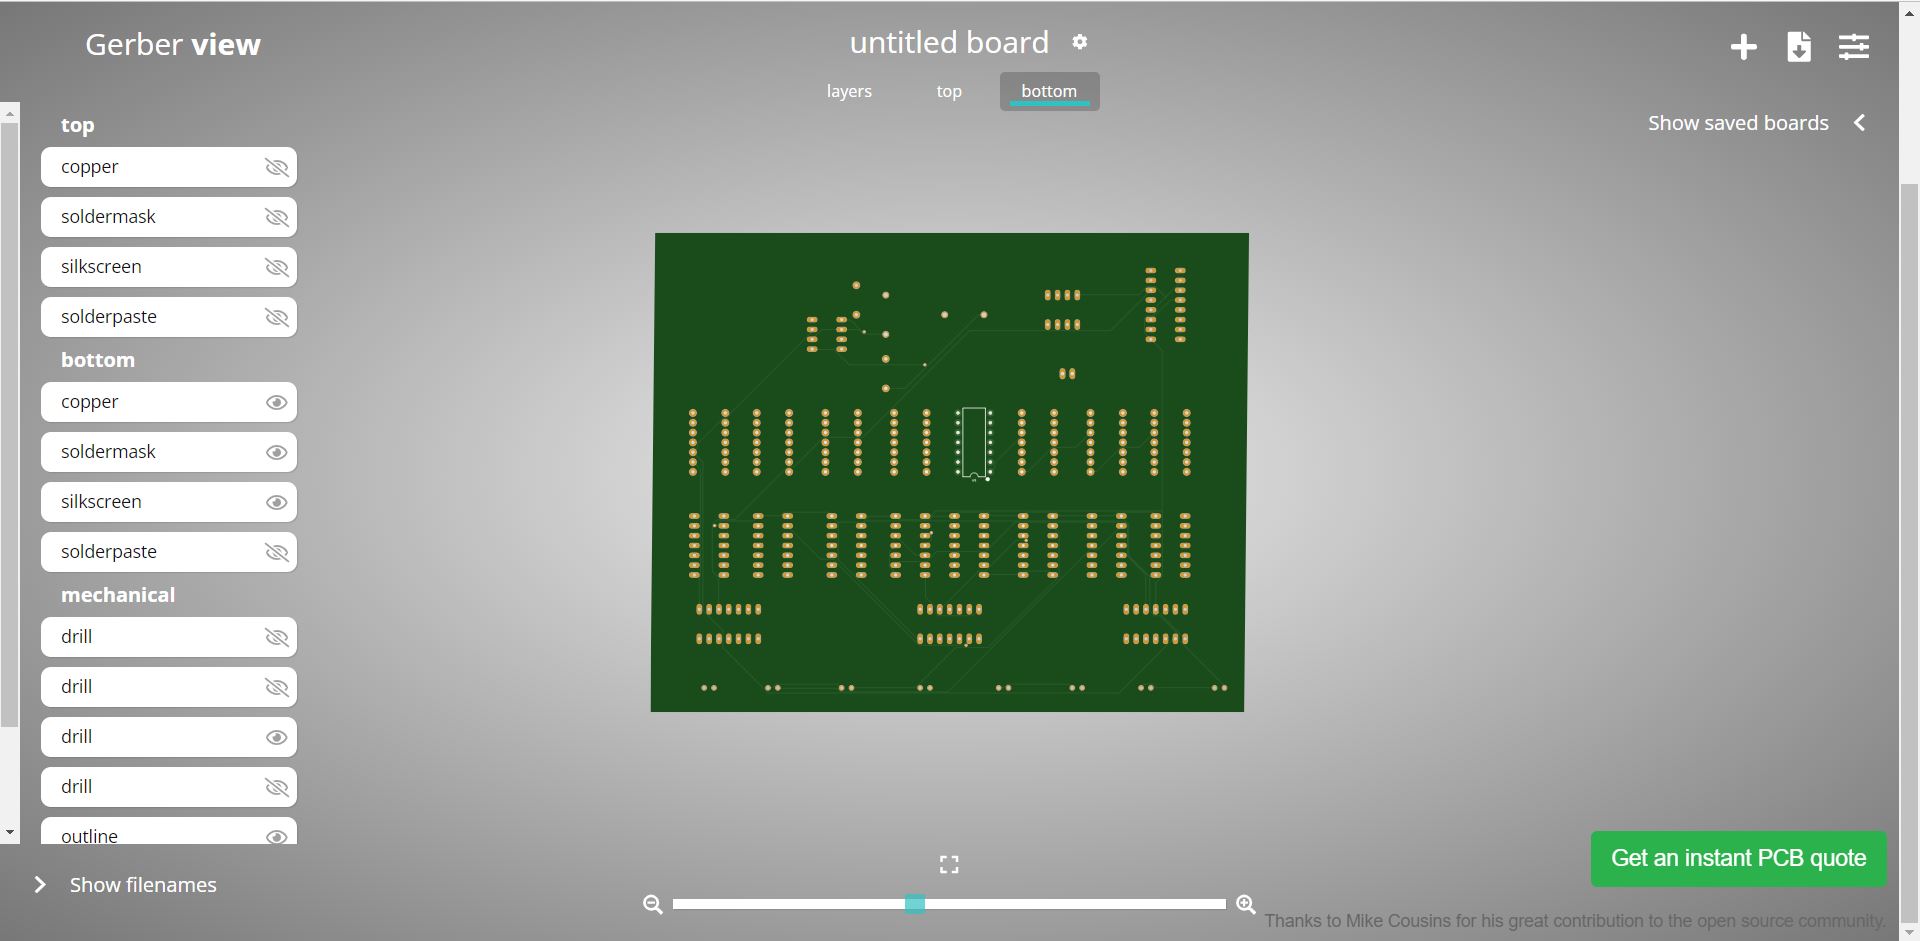 Gerber view
untitled board
layers
top
bottom
Show saved boards
top
copper
soldermask
silkscreen
solderpaste
bottom
copper
soldermask
silkscreen
solderpaste
mechanical
drill
drill
drill
drill
outline
Show filenames
Get an instant PCB quote
Thanks to Mike Cousins for his great contribution to the open source community.